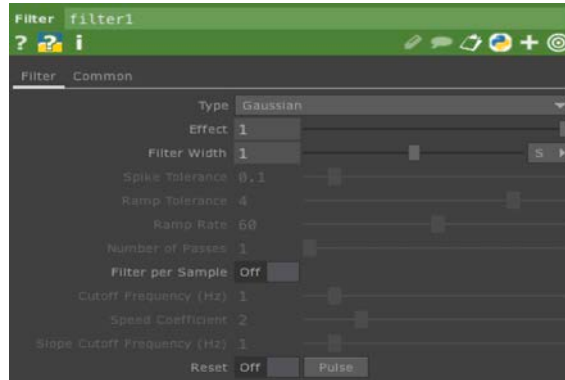 Filter filter1
? ? i
Filter Common
Type Gaussian
Effect 1
Filter Width 1 S
Spike Tolerance 0.1
Ramp Tolerance 4
Ramp Rate 60
Number of Passes 1
Filter per Sample Off
Cutoff Frequency (Hz) 1
Speed Coefficient 2
Slope Cutoff Frequency (Hz) 1
Reset Off Pulse